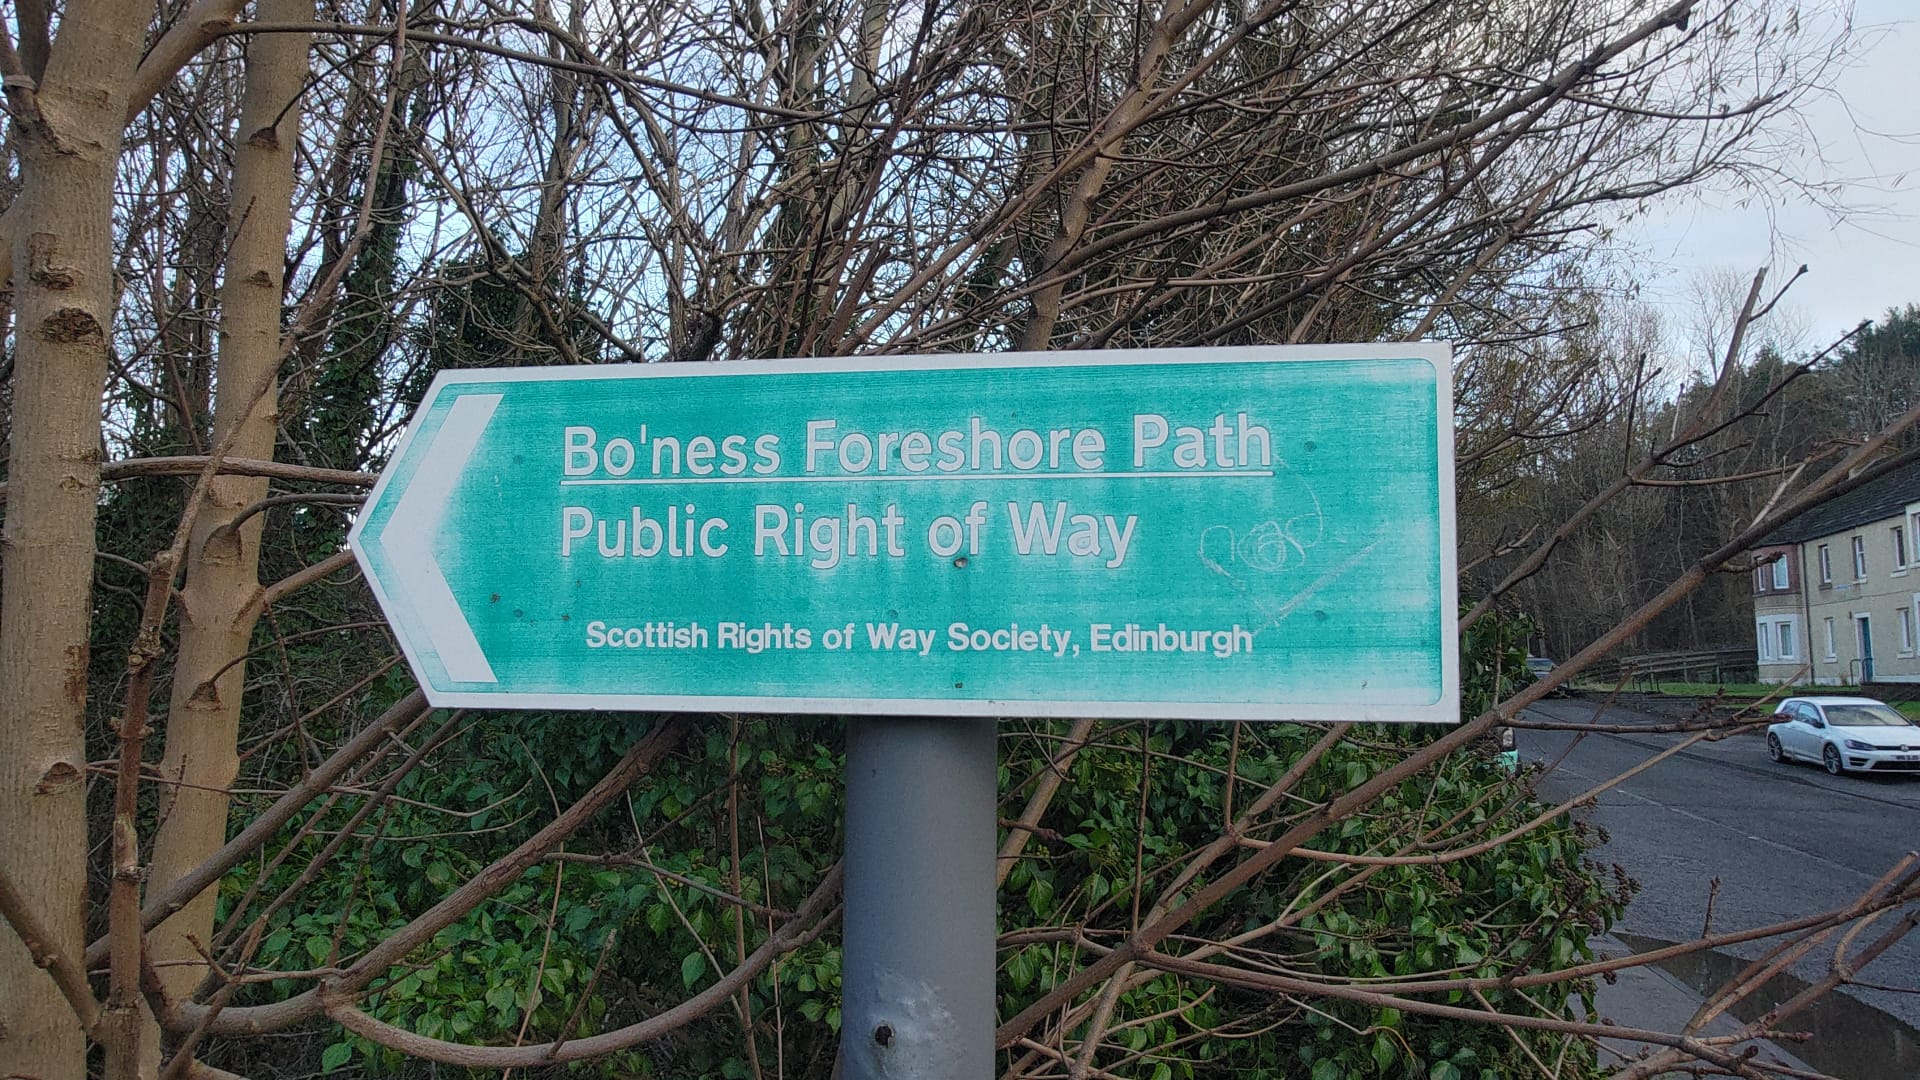 Bo'ness Foreshore Path
Public Right of Way
Scottish Rights of Way Society, Edinburgh